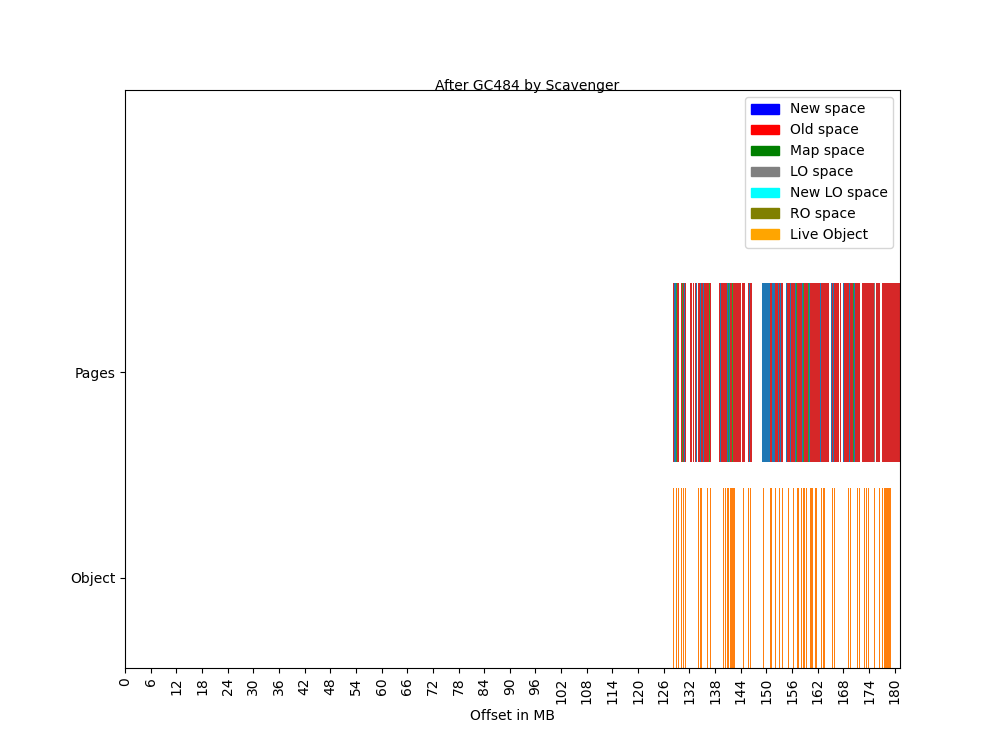 After GC484 by Scavenger
New space
Old space
Map space
LO space
New LO space
RO space
Live Object
Pages
Object
0 6 12 18 24 30 36 42 48 54 60 66 72 78 84 90 96 102 108 114 120 126 132 138 144 150 156 162 168 174 180
Offset in MB